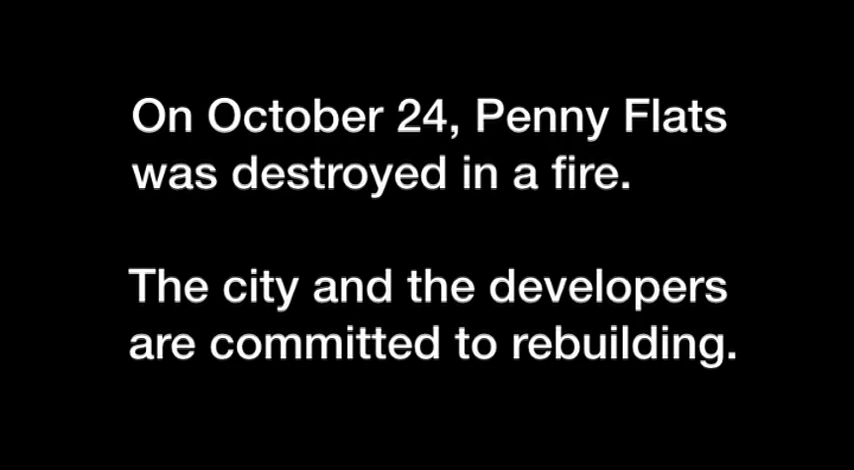 On October 24, Penny Flats
was destroyed in a fire.
The city and the developers
are committed to rebuilding.